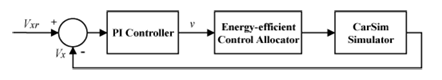 Vxr + PI Controller v Energy-efficient Control Allocator CarSim Simulator
Vx -